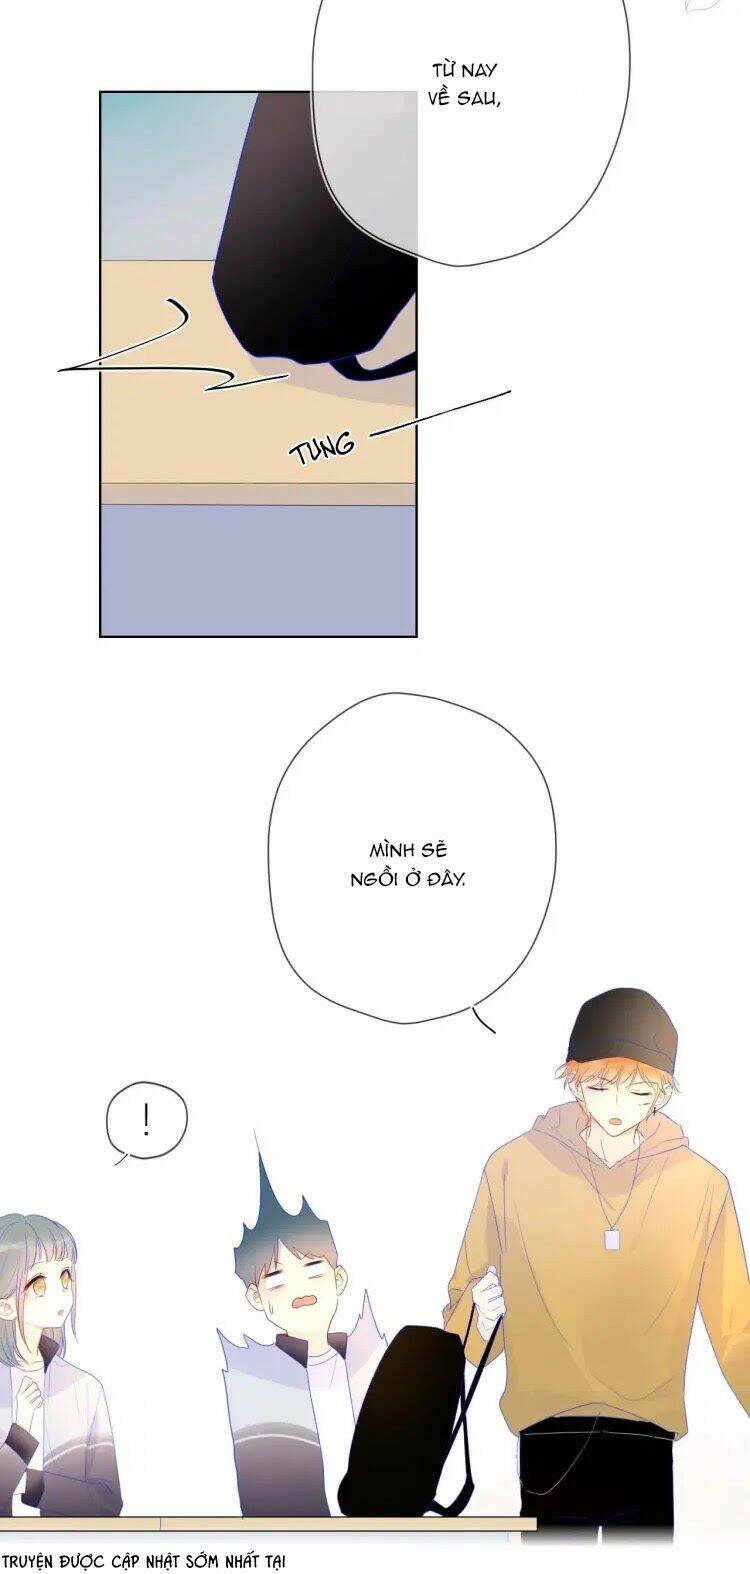 TỪ NAY
VỀ SAU,
TUNG
MÌNH SẼ
NGỒI Ở ĐÂY.
!
TRUYỆN ĐƯỢC CẬP NHẬT SỚM NHẤT TẠI